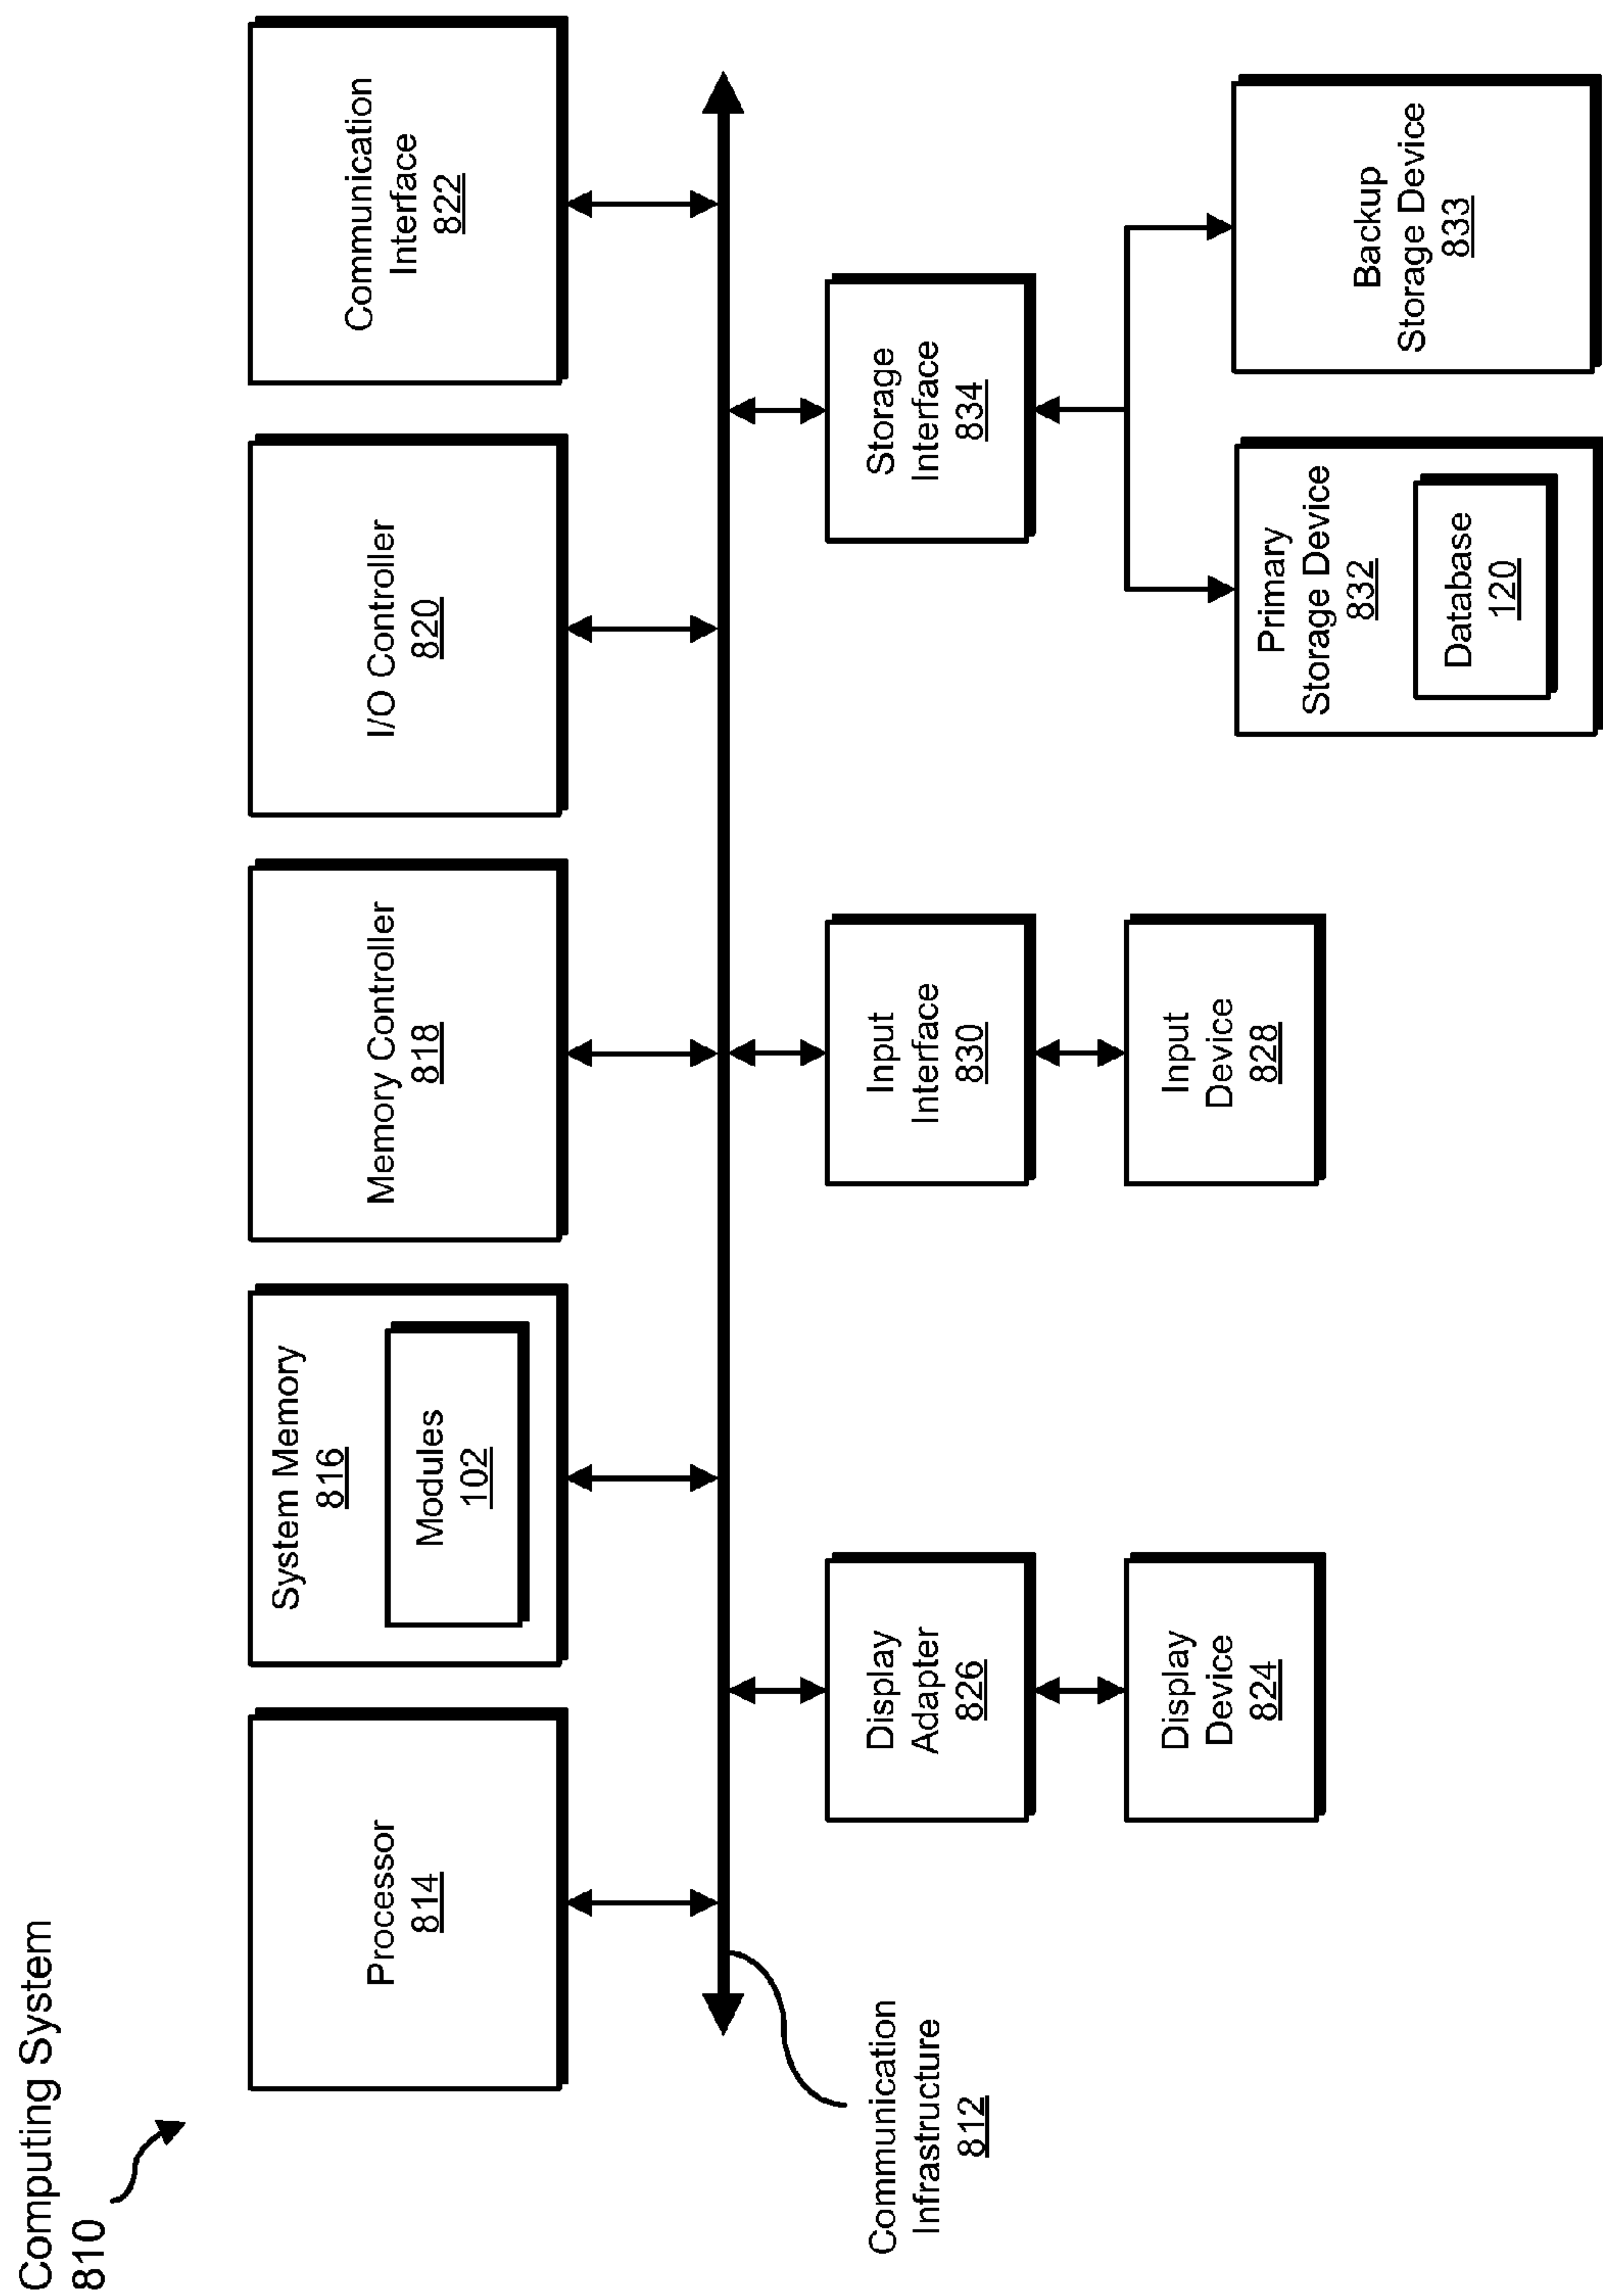 Computing System
810
Processor
814
System Memory
816
Modules
102
Memory Controller
818
I/O Controller
820
Communication
Interface
822
Communication
Infrastructure
812
Display
Adapter
826
Input
Interface
830
Storage
Interface
834
Display
Device
824
Input
Device
828
Primary
Storage Device
832
Database
120
Backup
Storage Device
833